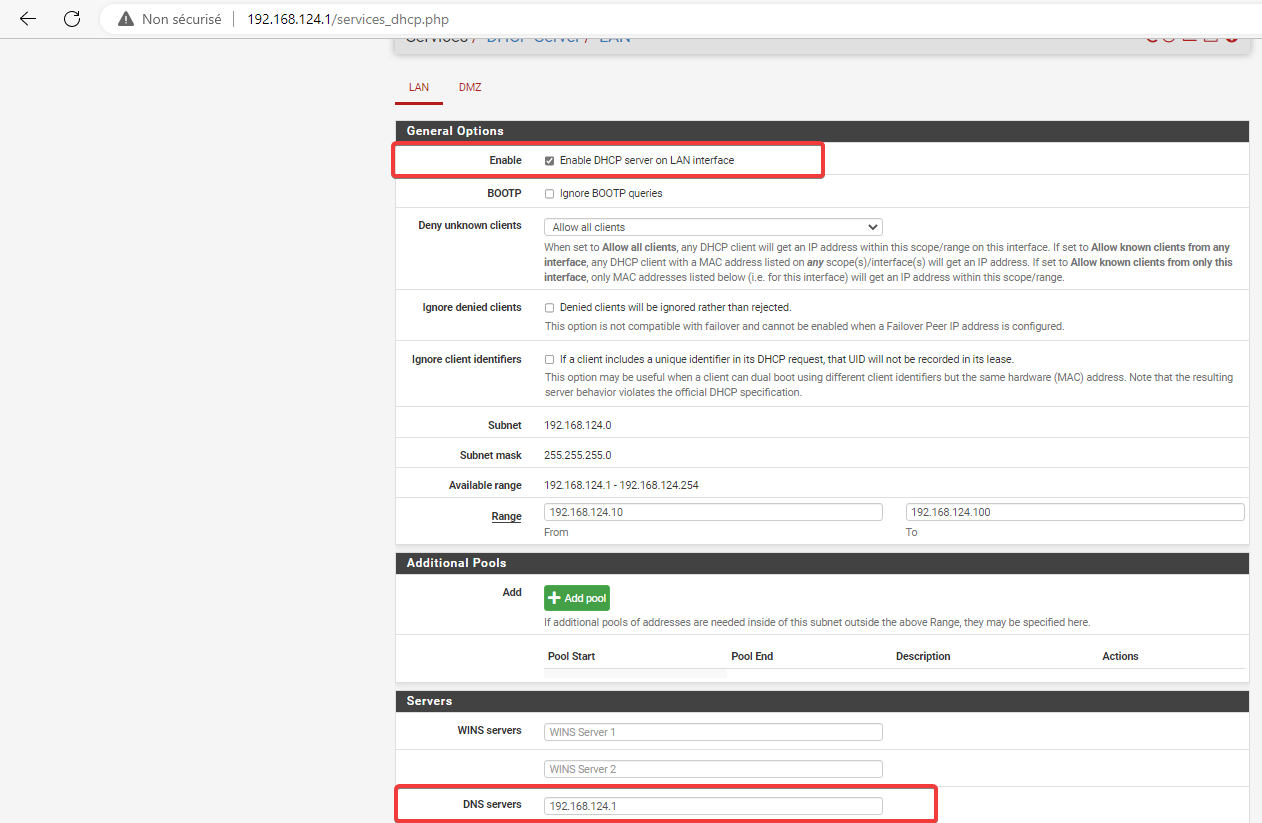 Non sécurisé
192.168.124.1/services_dhcp.php
Services / DHCP Server / LAN
LAN
DMZ
General Options
Enable
Enable DHCP server on LAN interface
BOOTP
Ignore BOOTP queries
Deny unknown clients
Allow all clients
When set to Allow all clients, any DHCP client will get an IP address within this scope/range on this interface. If set to Allow known clients from any
interface, any DHCP client with a MAC address listed on any scope(s)/interface(s) will get an IP address. If set to Allow known clients from only this
interface, only MAC addresses listed below (i.e. for this interface) will get an IP address within this scope/range.
Ignore denied clients
Denied clients will be ignored rather than rejected.
This option is not compatible with failover and cannot be enabled when a Failover Peer IP address is configured.
Ignore client identifiers
If a client includes a unique identifier in its DHCP request, that UID will not be recorded in its lease.
This option may be useful when a client can dual boot using different client identifiers but the same hardware (MAC) address. Note that the resulting
server behavior violates the official DHCP specification.
Subnet
192.168.124.0
Subnet mask
255.255.255.0
Available range
192.168.124.1 - 192.168.124.254
Range
192.168.124.10
192.168.124.100
From
To
Additional Pools
Add
Add pool
If additional pools of addresses are needed inside of this subnet outside the above Range, they may be specified here.
Pool Start
Pool End
Description
Actions
Servers
WINS servers
WINS Server 1
WINS Server 2
DNS servers
192.168.124.1